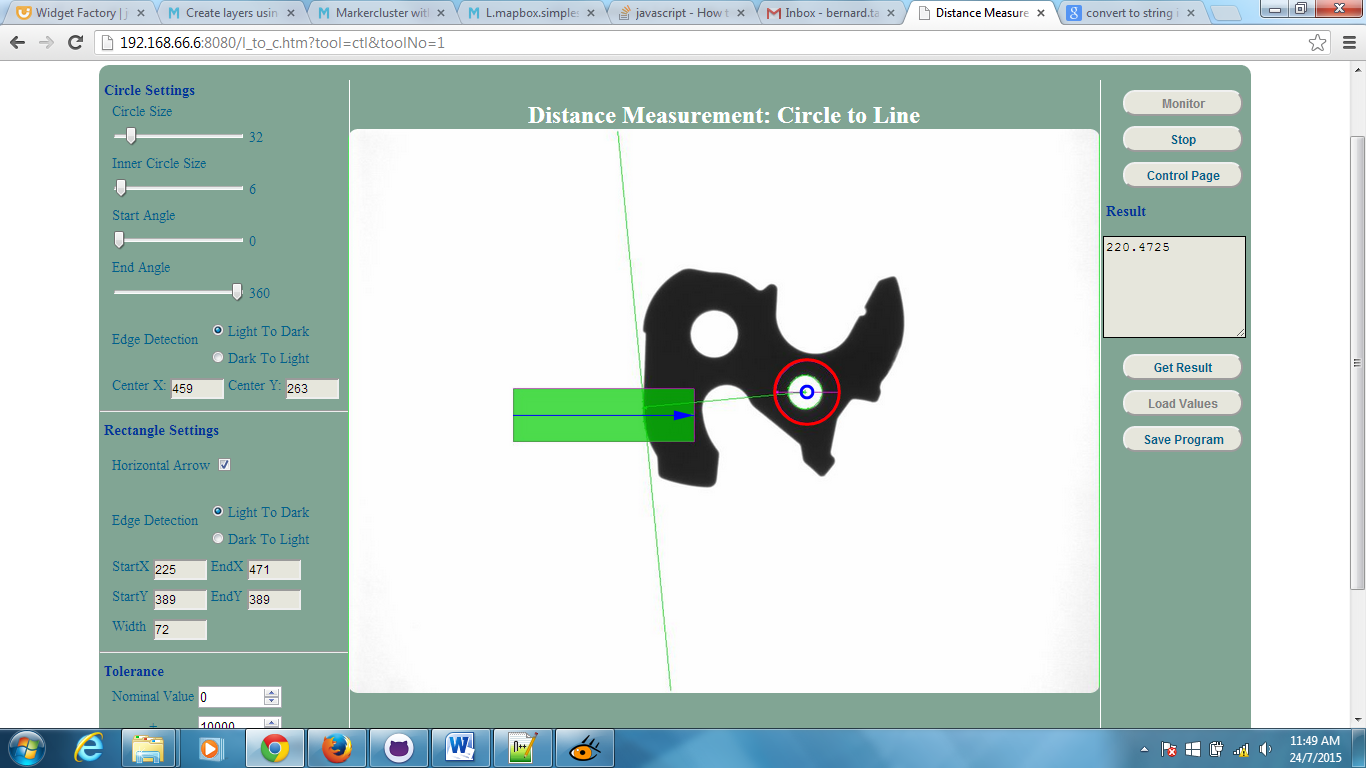 Widget Factory | j
Create layers using
Markercluster with
L.mapbox.simples
javascript - How t
Inbox - bernard.ta
Distance Measure
convert to string i
192.168.66.6:8080/l_to_c.htm?tool=ctl&toolNo=1
Circle Settings
Circle Size
32
Inner Circle Size
6
Start Angle
0
End Angle
360
Edge Detection
Light To Dark
Dark To Light
Center X: 459 Center Y: 263
Rectangle Settings
Horizontal Arrow
Edge Detection
Light To Dark
Dark To Light
StartX 225 EndX 471
StartY 389 EndY 389
Width 72
Tolerance
Nominal Value 0
+ 10000
Distance Measurement: Circle to Line
Monitor
Stop
Control Page
Result
220.4725
Get Result
Load Values
Save Program
11:49 AM
24/7/2015